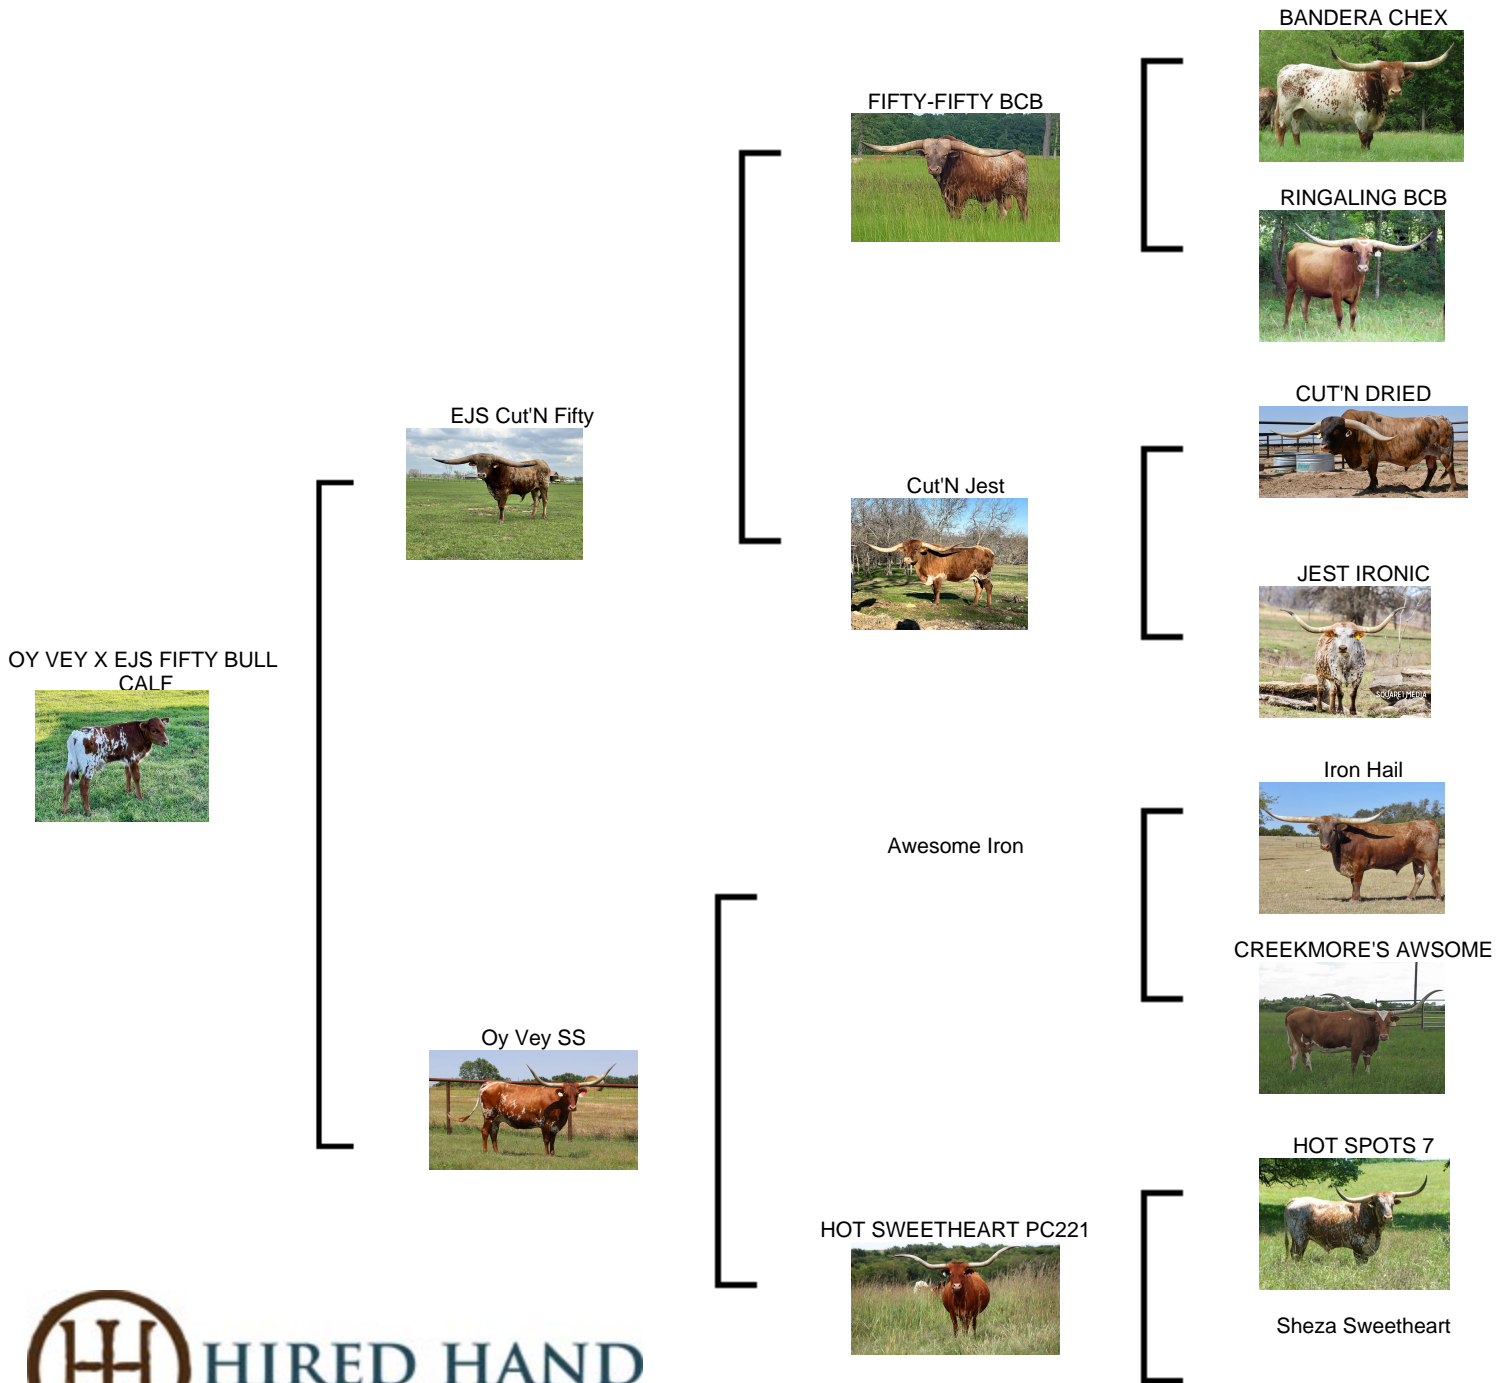 BANDERA CHEX
FIFTY-FIFTY BCB
RINGALING BCB
CUT'N DRIED
EJS Cut'N Fifty
Cut'N Jest
JEST IRONIC
SQUARE1 MEDIA
OY VEY X EJS FIFTY BULL
CALF
Iron Hail
Awesome Iron
CREEKMORE'S AWSOME
Oy Vey SS
HOT SPOTS 7
HOT SWEETHEART PC221
Sheza Sweetheart
HIRED HAND